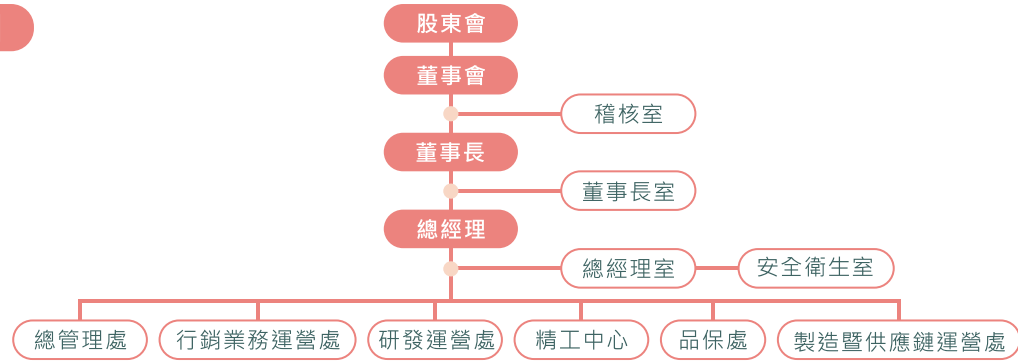 股東會
董事會
稽核室
董事長
董事長室
總經理
總經理室
安全衛生室
總管理處
行銷業務運營處
研發運營處
精工中心
品保處
製造暨供應鏈運營處